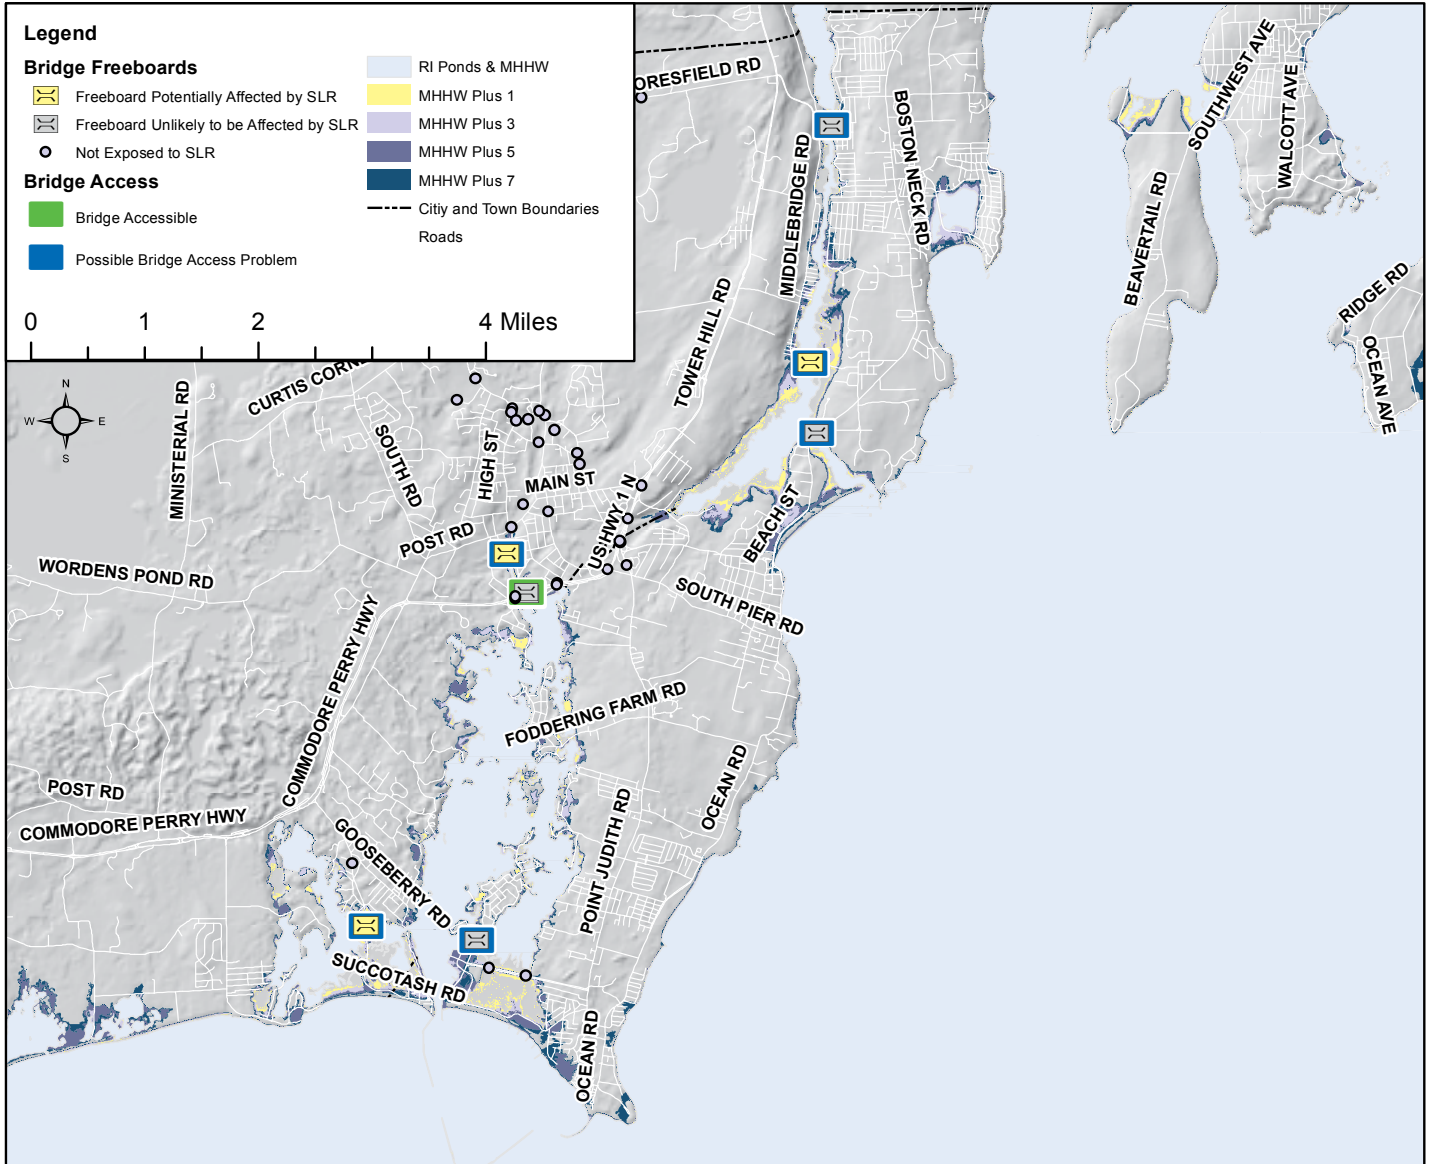 Legend
Bridge Freeboards
Freeboard Potentially Affected by SLR
Freeboard Unlikely to be Affected by SLR
Not Exposed to SLR
Bridge Access
Bridge Accessible
Possible Bridge Access Problem
RI Ponds & MHHW
MHHW Plus 1
MHHW Plus 3
MHHW Plus 5
MHHW Plus 7
Citiy and Town Boundaries
Roads
0 1 2 4 Miles
N
W E
S
ORESFIELD RD
MIDDLEBRIDGE RD
BOSTON NECK RD
SOUTHWEST AVE
WALCOTT AVE
BEAVERTAIL RD
RIDGE RD
OCEAN AVE
TOWER HILL RD
CURTIS CORNE
MINISTERIAL RD
SOUTH RD
HIGH ST
MAIN ST
US HWY 1 N
POST RD
BEACH ST
WORDENS POND RD
SOUTH PIER RD
COMMODORE PERRY HWY
FODDERING FARM RD
OCEAN RD
POST RD
COMMODORE PERRY HWY
GOOSEBERRY RD
POINT JUDITH RD
SUCCOTASH RD
OCEAN RD